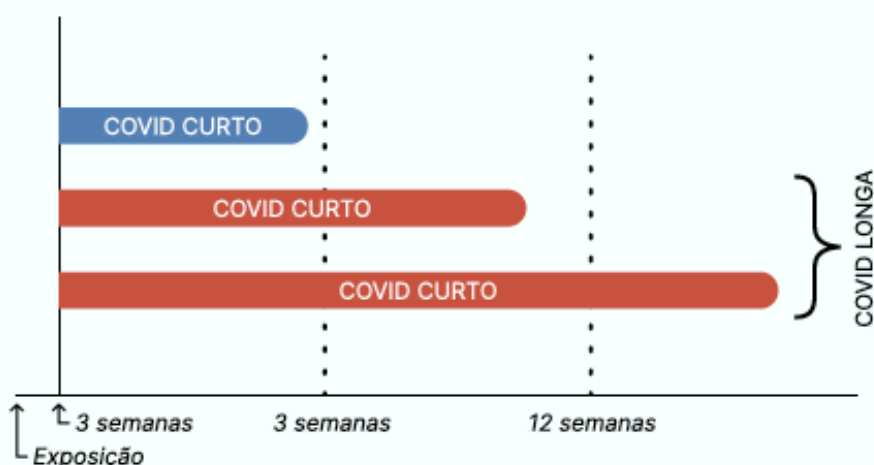 COVID CURTO
COVID CURTO
COVID CURTO
COVID LONGA
3 semanas
3 semanas
12 semanas
Exposição